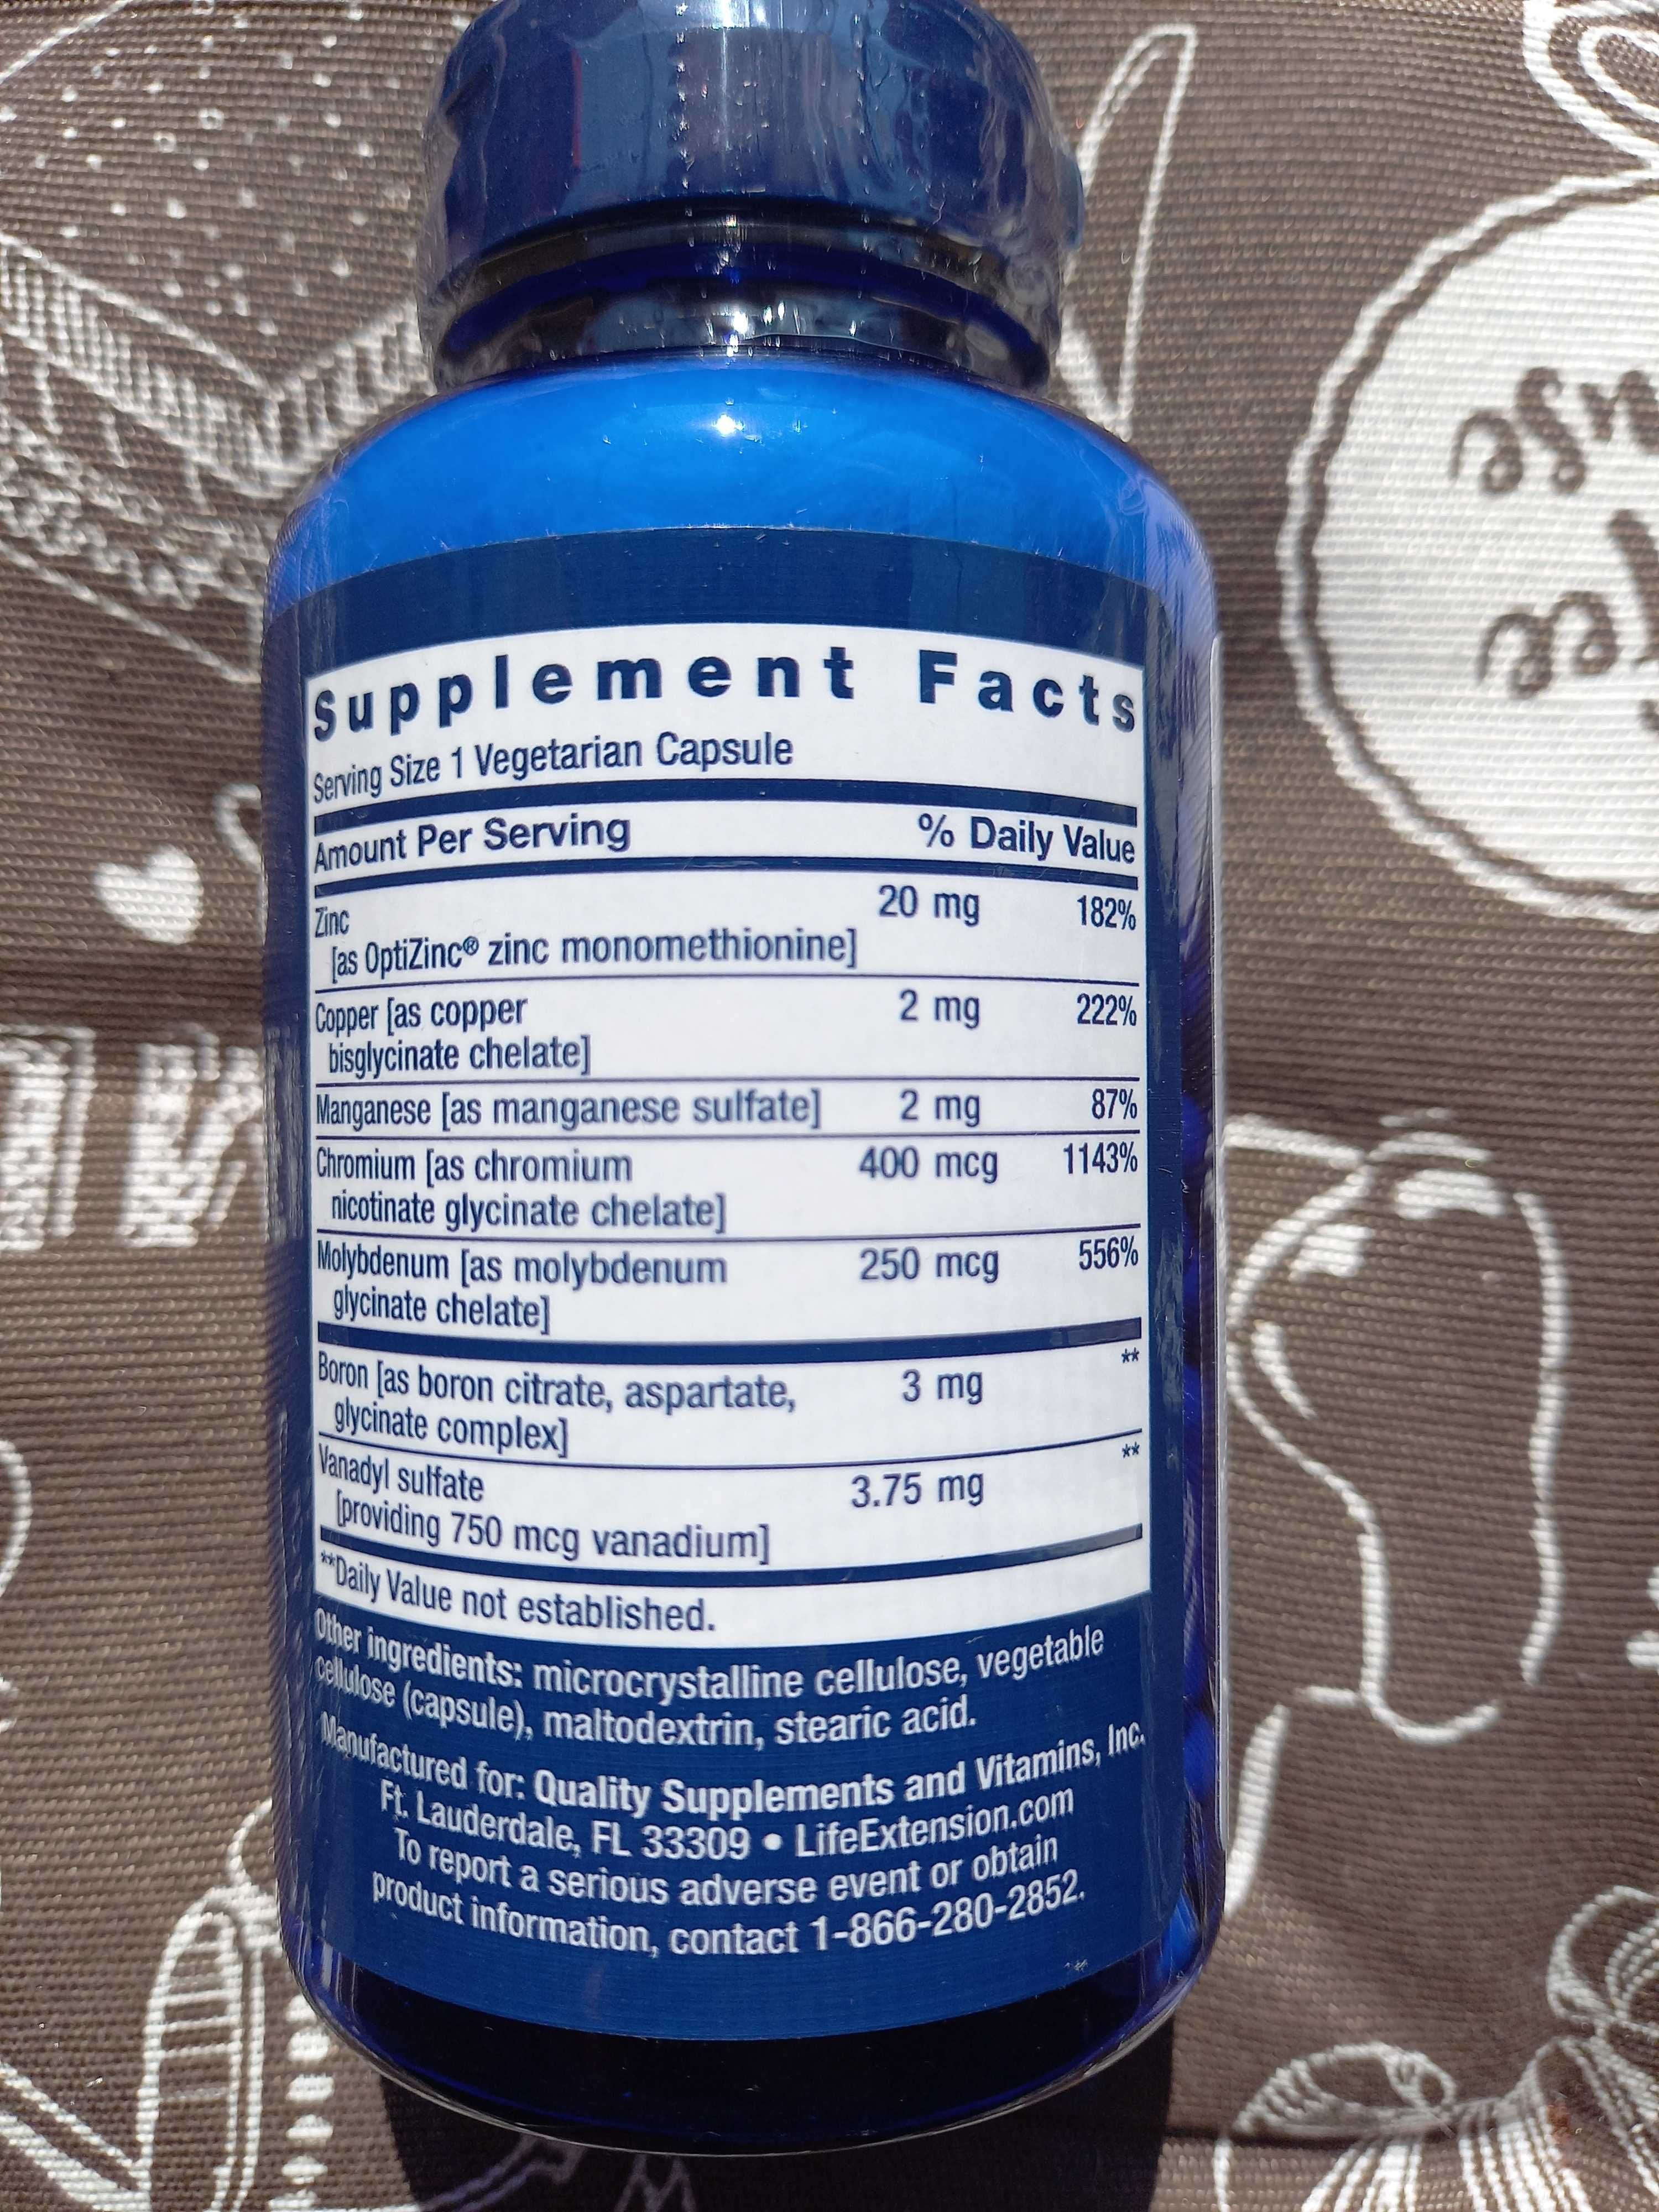 Supplement Facts
Serving Size 1 Vegetarian Capsule
Amount Per Serving % Daily Value
Zinc 20 mg 182%
[as OptiZinc® zinc monomethionine]
Copper [as copper 2 mg 222%
bisglycinate chelate]
Manganese [as manganese sulfate] 2 mg 87%
Chromium [as chromium 400 mcg 1143%
nicotinate glycinate chelate]
Molybdenum [as molybdenum 250 mcg 556%
glycinate chelate]
Boron [as boron citrate, aspartate, 3 mg **
glycinate complex]
Vanadyl sulfate 3.75 mg **
[providing 750 mcg vanadium]
**Daily Value not established.
Other ingredients: microcrystalline cellulose, vegetable
cellulose (capsule), maltodextrin, stearic acid.
Manufactured for: Quality Supplements and Vitamins, Inc.
Ft. Lauderdale, FL 33309 • LifeExtension.com
To report a serious adverse event or obtain
product information, contact 1-866-280-2852.